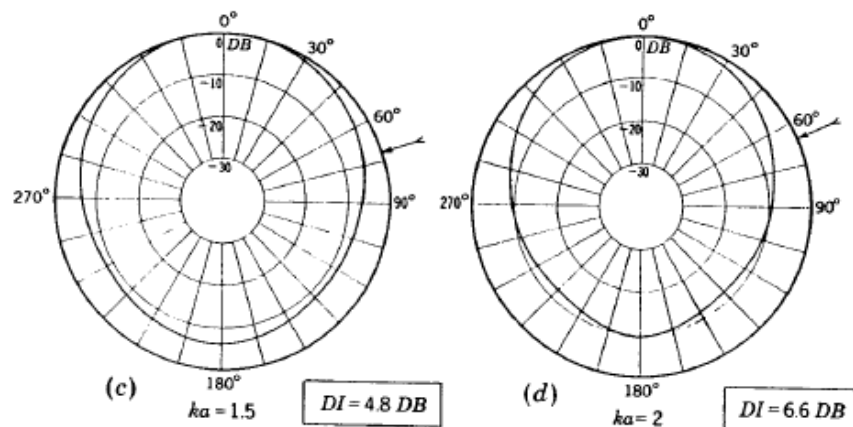 0°
0 DB
30°
-10
60°
-20
-30
270°
90°
180°
(c)
ka = 1.5
DI = 4.8 DB
0°
0 DB
30°
-10
60°
-20
-30
270°
90°
180°
(d)
ka = 2
DI = 6.6 DB